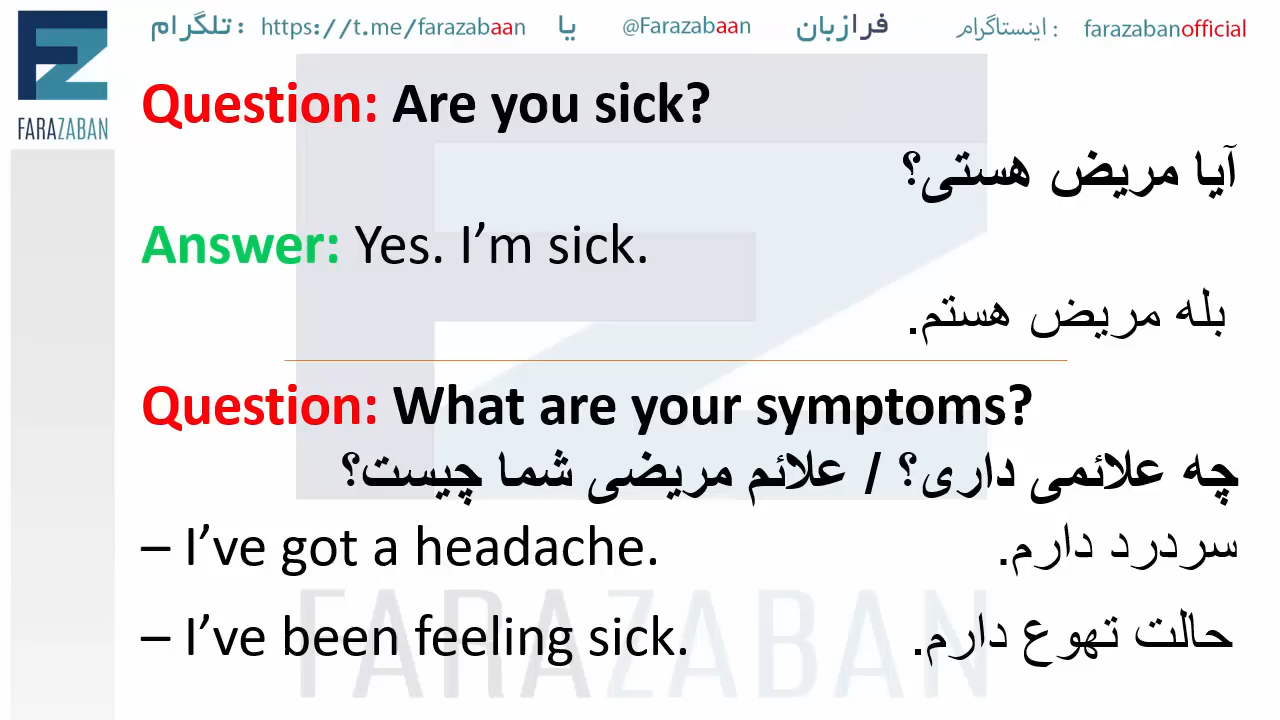 تلگرام : https://t.me/farazabaan یا @Farazabaan فرازبان اینستاگرام : farazabanofficial
FZ
FARAZABAN
Question: Are you sick?
آیا مریض هستی؟
Answer: Yes. I’m sick.
بله مریض هستم.
Question: What are your symptoms?
چه علائمی داری؟ / علائم مریضی شما چیست؟
– I’ve got a headache. سردرد دارم.
– I’ve been feeling sick. حالت تهوع دارم.
FARAZABAN